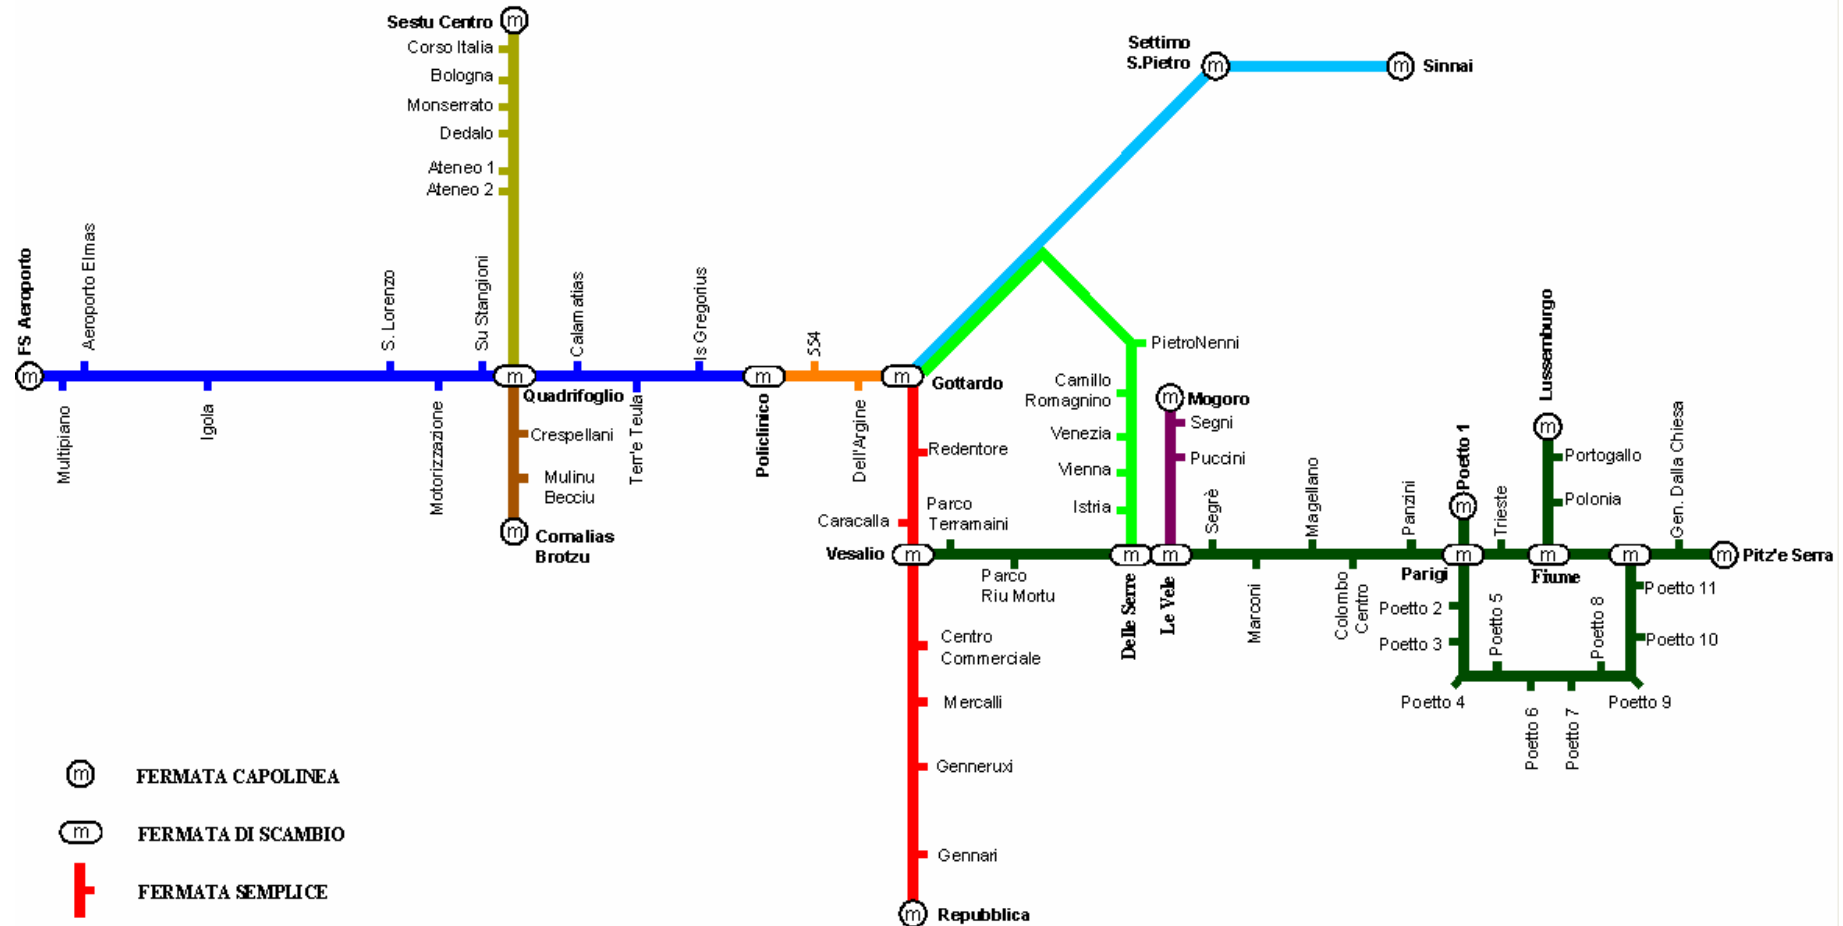 Sestu Centro
m
Corso Italia
Bologna
Monserrato
Dedalo
Ateneo 1
Ateneo 2
Settimo
S.Pietro
m
m
Sinnai
FS Aeroporto
m
Aeroporto Elmas
Multipiano
Igola
S. Lorenzo
Motorizzazione
Su Stangioni
m
Quadrifoglio
Calamatias
Terr'e Teula
Is Gregorius
m
Policlinico
554
Dell'Argine
m
Gottardo
Crespellani
Mulinu
Becciu
m
Cornalias
Brotzu
PietroNenni
Camillo
Romagnino
Venezia
Vienna
Istria
m
Mogoro
Segni
Puccini
Redentore
Caracalla
Vesalio
m
Parco
Terramaini
Parco
Riu Mortu
m
Delle Serre
m
Le Vele
Segrè
Marconi
Magellano
Colombo
Centro
Panzini
Poetto 1
m
m
Parigi
Trieste
Lussemburgo
m
Portogallo
Polonia
m
Fiume
m
Gen. Dalla Chiesa
m
Pitz'e Serra
Poetto 2
Poetto 3
Poetto 4
Poetto 5
Poetto 6
Poetto 7
Poetto 8
Poetto 9
Poetto 10
Poetto 11
Centro
Commerciale
Mercalli
Genneruxi
Gennari
m
Repubblica
m
FERMATA CAPOLINEA
m
FERMATA DI SCAMBIO
FERMATA SEMPLICE